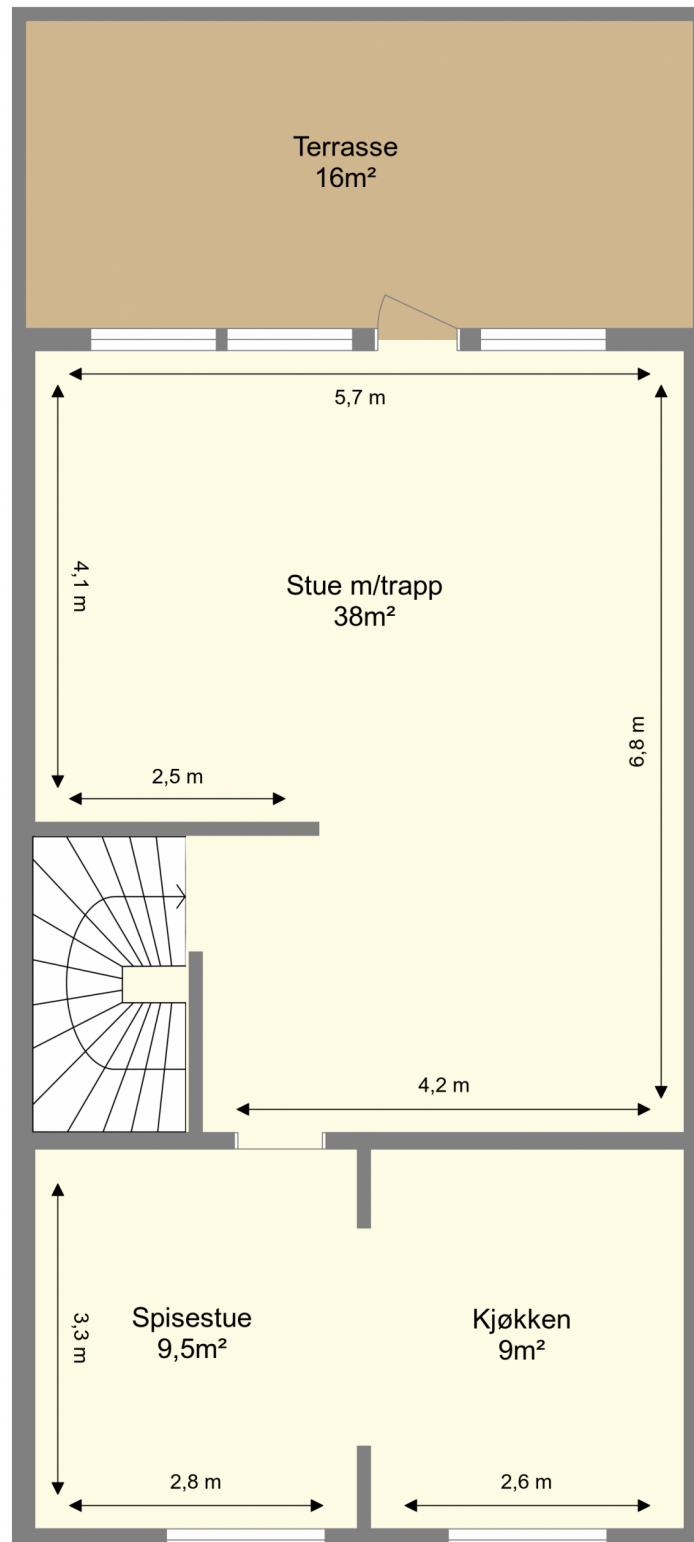 Terrasse
16m²
5,7 m
4,1 m
Stue m/trapp
38m²
6,8 m
2,5 m
4,2 m
3,3 m
Spisestue
9,5m²
Kjøkken
9m²
2,8 m
2,6 m